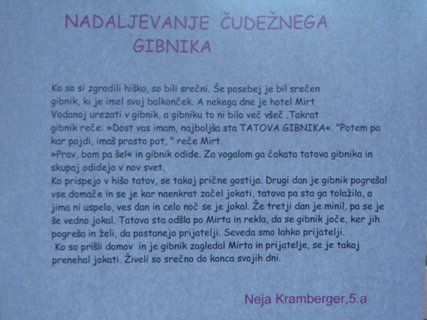 NADALJEVANJE ČUDEŽNEGA
GIBNIKA
Ko so si zgradili hiško, so bili srečni. Še posebej je bil srečen
gibnik, ki je imel svoj balkonček. A nekega dne je hotel Mirt
Vodanoj urezati v gibnik, a gibniku to ni bilo več všeč .Takrat
gibnik reče: »Dost vas imam, najboljša sta TATOVA GIBNIKA«. "Potem pa
kar pojdi, imaš prosto pot, " reče Mirt.
»Prav, bom pa šel« in gibnik odide. Za vogalom ga čakata tatova gibnika in
skupaj odidejo v nov svet.
Ko prispejo v hišo tatov, se takoj prične gostija. Drugi dan je gibnik pogrešal
vse domače in se je kar naenkrat začel jokati, tatova pa sta ga tolažila, a
jima ni uspelo, ves dan in celo noč se je jokal. Že tretji dan je minil, pa se je
še vedno jokal. Tatova sta odšla po Mirta in rekla, da se gibnik joče, ker jih
pogreša in želi, da postanejo prijatelji. Seveda smo lahko prijatelji.
Ko so prišli domov in je gibnik zagledal Mirta in prijatelje, se je takoj
prenehal jokati. Živeli so srečno do konca svojih dni.
Neja Kramberger,5.a